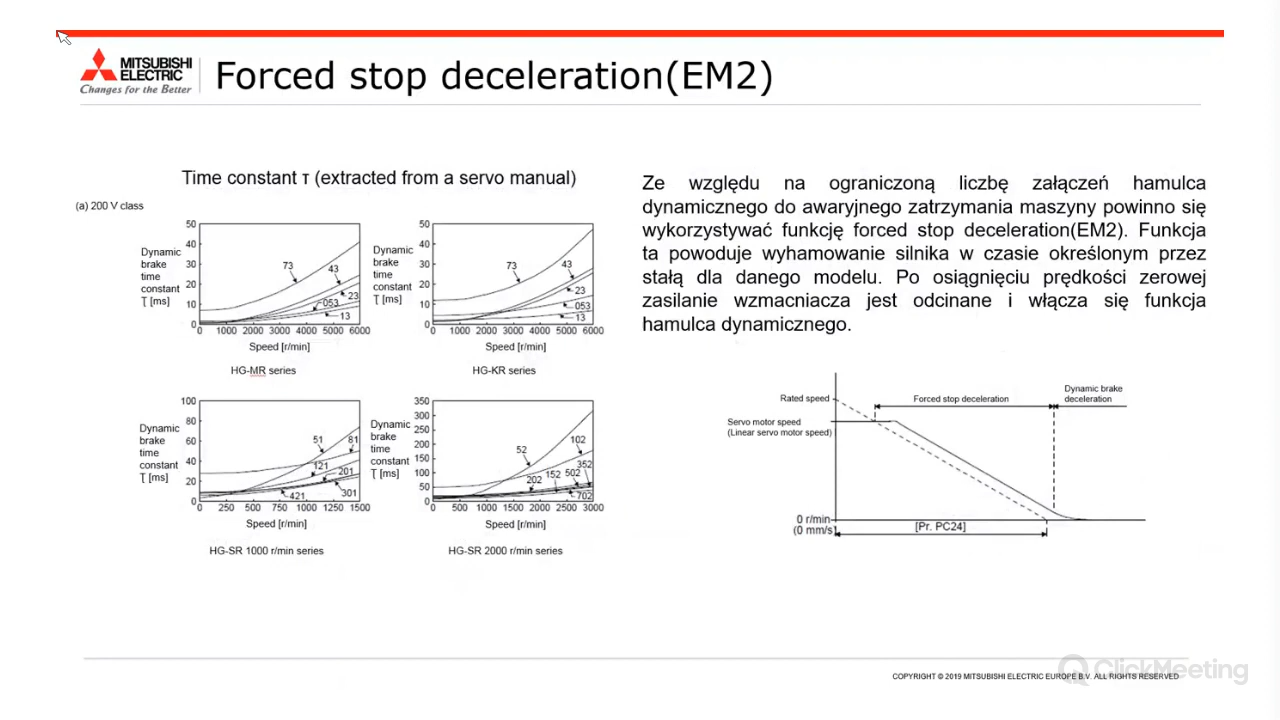 MITSUBISHI
ELECTRIC
Changes for the Better
Forced stop deceleration(EM2)
Time constant τ (extracted from a servo manual)
(a) 200 V class
Dynamic
brake
time
constant
τ [ms]
50
40
30
20
10
0
73
43
23
053
13
0 1000 2000 3000 4000 5000 6000
Speed [r/min]
HG-MR series
Dynamic
brake
time
constant
τ [ms]
50
40
30
20
10
0
73
43
23
053
13
0 1000 2000 3000 4000 5000 6000
Speed [r/min]
HG-KR series
Dynamic
brake
time
constant
τ [ms]
100
80
60
40
20
0
51
81
121
201
421
301
0 250 500 750 1000 1250 1500
Speed [r/min]
HG-SR 1000 r/min series
Dynamic
brake
time
constant
τ [ms]
350
300
250
200
150
100
50
0
52
102
352
202
152
502
702
0 500 1000 1500 2000 2500 3000
Speed [r/min]
HG-SR 2000 r/min series
Ze względu na ograniczoną liczbę załączeń hamulca
dynamicznego do awaryjnego zatrzymania maszyny powinno się
wykorzystywać funkcję forced stop deceleration(EM2). Funkcja
ta powoduje wyhamowanie silnika w czasie określonym przez
stałą dla danego modelu. Po osiągnięciu prędkości zerowej
zasilanie wzmacniacza jest odcinane i włącza się funkcja
hamulca dynamicznego.
Rated speed
Forced stop deceleration
Dynamic brake
deceleration
Servo motor speed
(Linear servo motor speed)
0 r/min
(0 mm/s)
[Pr. PC24]
ClickMeeting
COPYRIGHT © 2019 MITSUBISHI ELECTRIC EUROPE B.V. ALL RIGHTS RESERVED